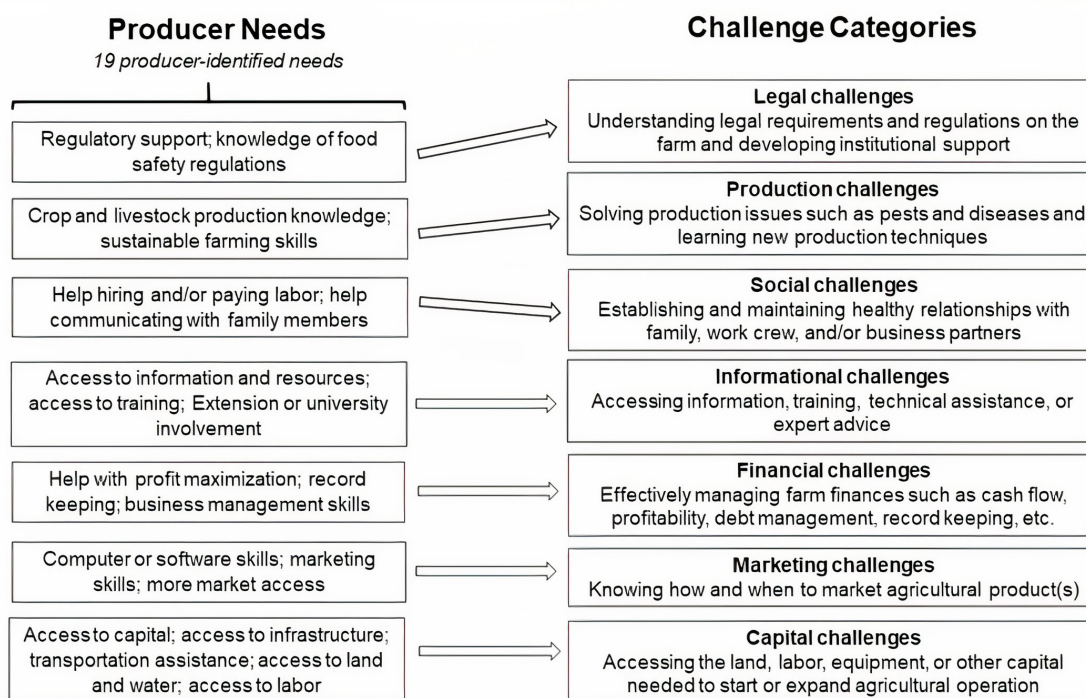 Producer Needs
19 producer-identified needs
Regulatory support; knowledge of food
safety regulations
Crop and livestock production knowledge;
sustainable farming skills
Help hiring and/or paying labor; help
communicating with family members
Access to information and resources;
access to training; Extension or university
involvement
Help with profit maximization; record
keeping; business management skills
Computer or software skills; marketing
skills; more market access
Access to capital; access to infrastructure;
transportation assistance; access to land
and water; access to labor
Challenge Categories
Legal challenges
Understanding legal requirements and regulations on the
farm and developing institutional support
Production challenges
Solving production issues such as pests and diseases and
learning new production techniques
Social challenges
Establishing and maintaining healthy relationships with
family, work crew, and/or business partners
Informational challenges
Accessing information, training, technical assistance, or
expert advice
Financial challenges
Effectively managing farm finances such as cash flow,
profitability, debt management, record keeping, etc.
Marketing challenges
Knowing how and when to market agricultural product(s)
Capital challenges
Accessing the land, labor, equipment, or other capital
needed to start or expand agricultural operation